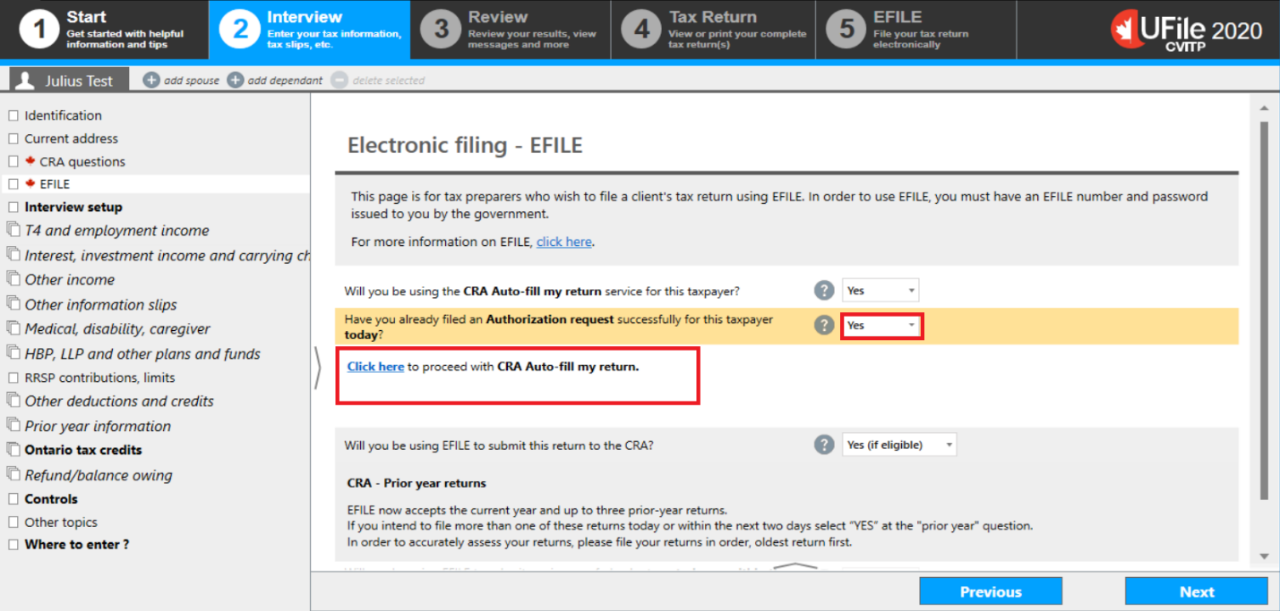 1 Start
Get started with helpful
information and tips
2 Interview
Enter your tax information,
tax slips, etc.
3 Review
Review your results, view
messages and more
4 Tax Return
View or print your complete
tax return(s)
5 EFILE
File your tax return
electronically
UFile 2020
CVITP
Julius Test
add spouse
add dependant
delete selected
Identification
Current address
CRA questions
EFILE
Interview setup
T4 and employment income
Interest, investment income and carrying ch
Other income
Other information slips
Medical, disability, caregiver
HBP, LLP and other plans and funds
RRSP contributions, limits
Other deductions and credits
Prior year information
Ontario tax credits
Refund/balance owing
Controls
Other topics
Where to enter ?
Electronic filing - EFILE
This page is for tax preparers who wish to file a client's tax return using EFILE. In order to use EFILE, you must have an EFILE number and password
issued to you by the government.
For more information on EFILE, click here.
Will you be using the CRA Auto-fill my return service for this taxpayer? ? Yes
Have you already filed an Authorization request successfully for this taxpayer
today? ? Yes
Click here to proceed with CRA Auto-fill my return.
Will you be using EFILE to submit this return to the CRA? ? Yes (if eligible)
CRA - Prior year returns
EFILE now accepts the current year and up to three prior-year returns.
If you intend to file more than one of these returns today or within the next two days select "YES" at the "prior year" question.
In order to accurately assess your returns, please file your returns in order, oldest return first.
Previous
Next